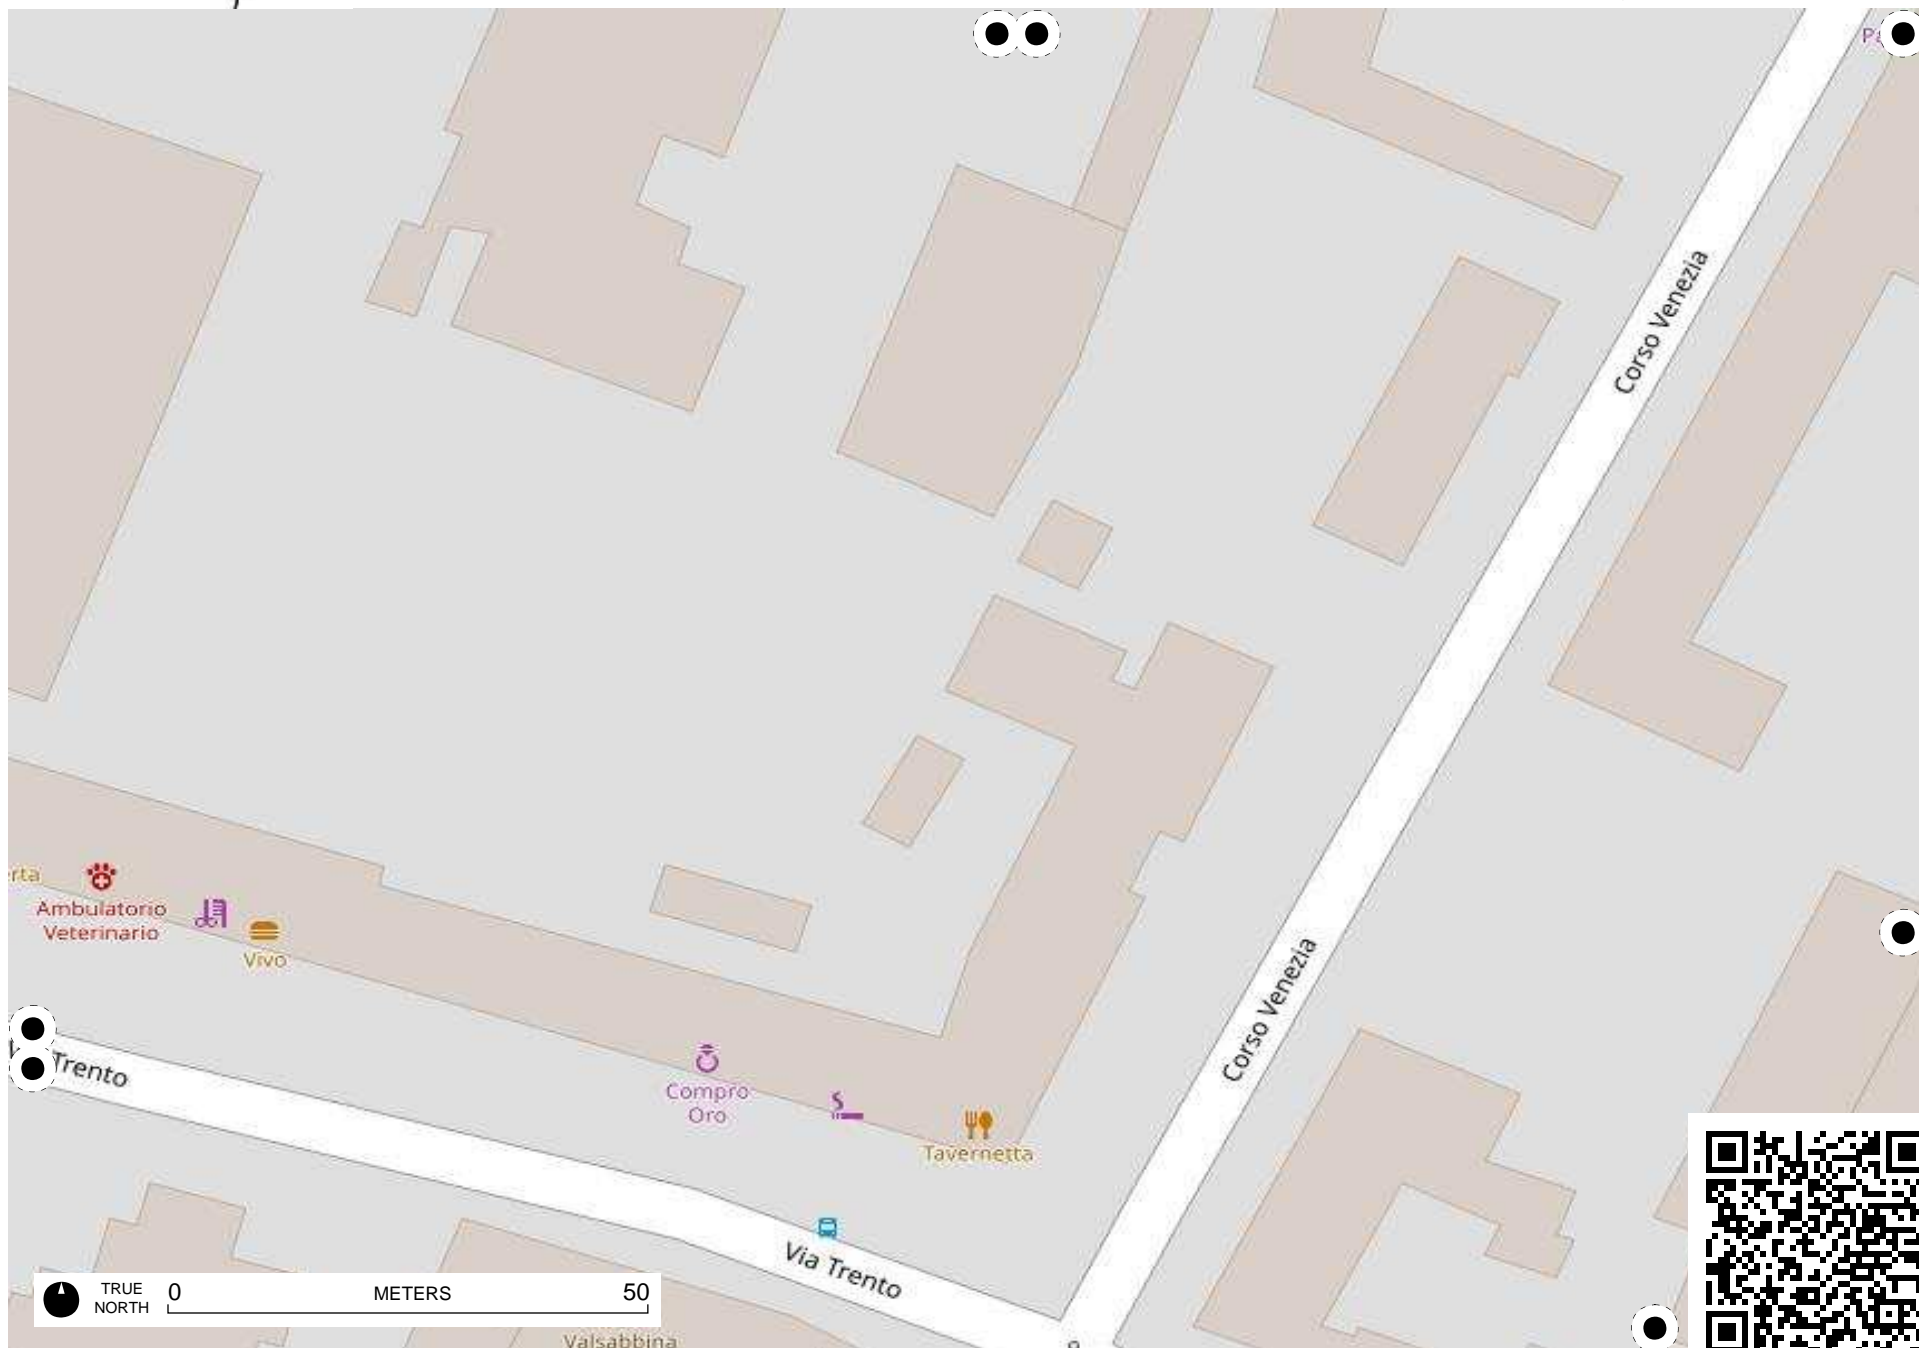 Corso Venezia
Ambulatorio
Veterinario
Vivo
Corso Venezia
Trento
Compro
Oro
Tavernetta
Via Trento
TRUE
NORTH
0 METERS 50
Valsabbina